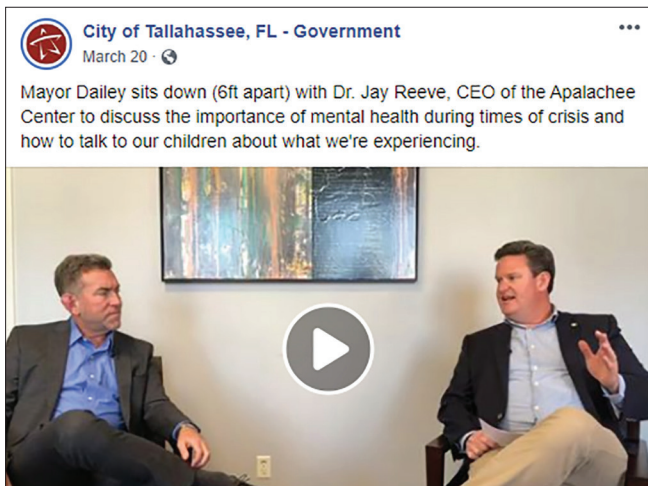 City of Tallahassee, FL - Government
March 20 ·
Mayor Dailey sits down (6ft apart) with Dr. Jay Reeve, CEO of the Apalachee
Center to discuss the importance of mental health during times of crisis and
how to talk to our children about what we're experiencing.